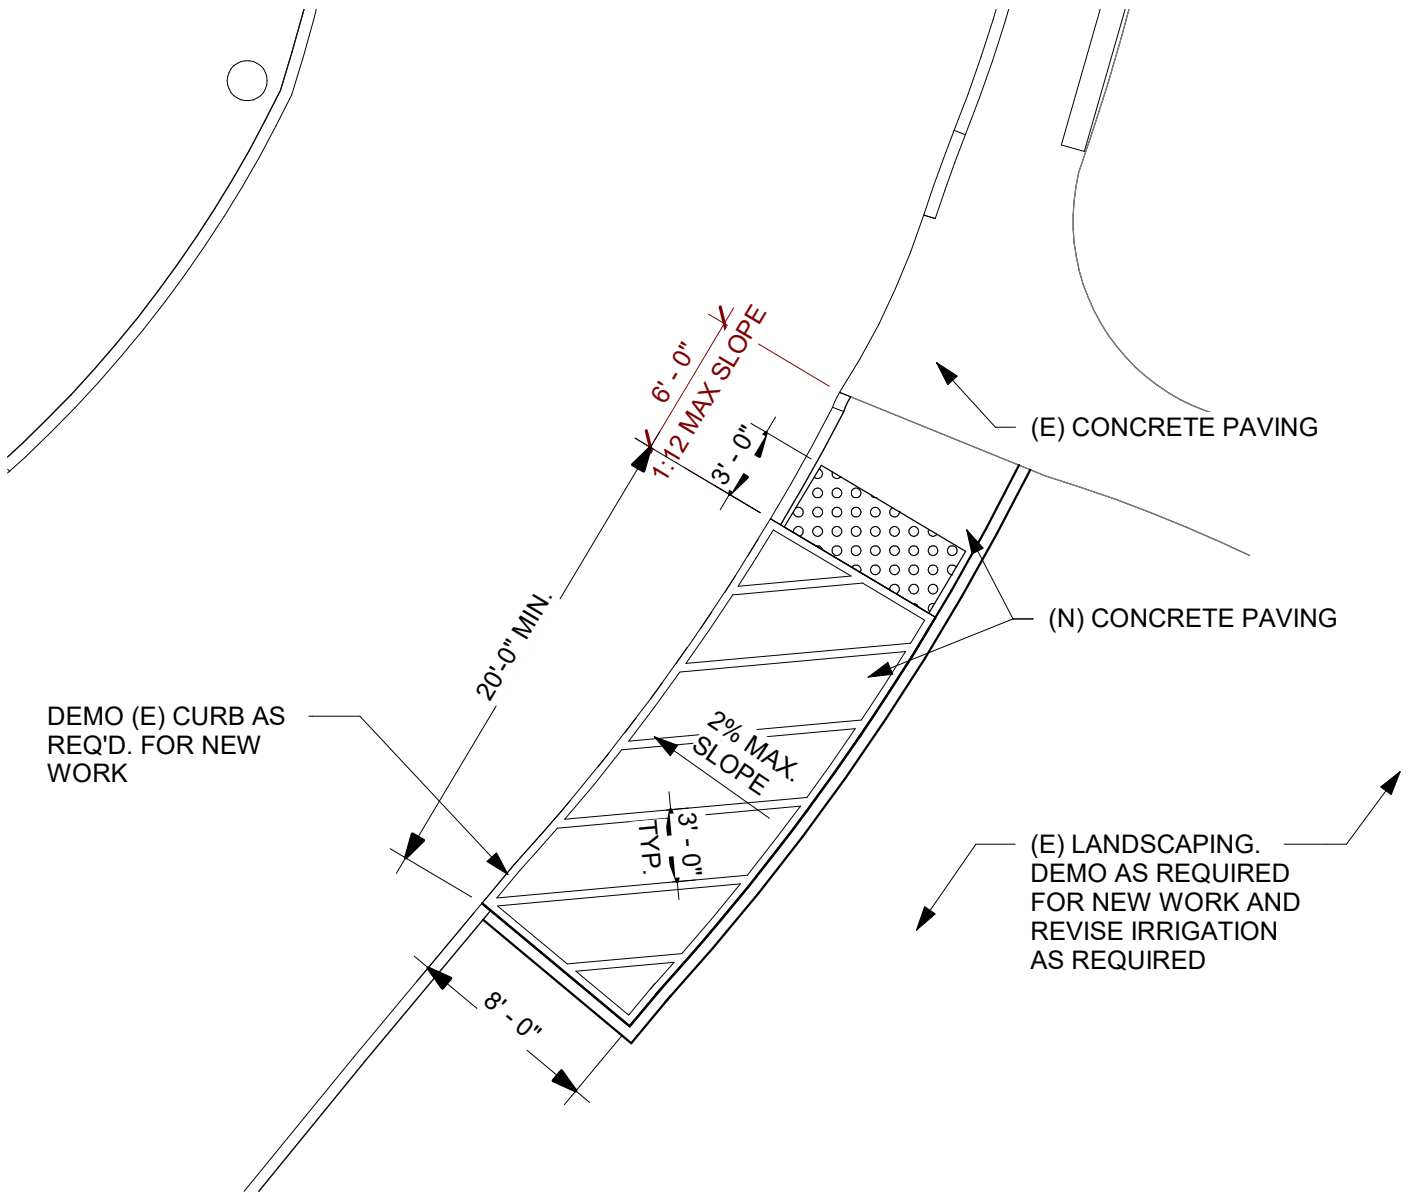 6' - 0"
1:12 MAX SLOPE
3' - 0"
(E) CONCRETE PAVING
20'-0" MIN.
(N) CONCRETE PAVING
DEMO (E) CURB AS
REQ'D. FOR NEW
WORK
2% MAX.
SLOPE
3' - 0"
TYP.
(E) LANDSCAPING.
DEMO AS REQUIRED
FOR NEW WORK AND
REVISE IRRIGATION
AS REQUIRED
8' - 0"